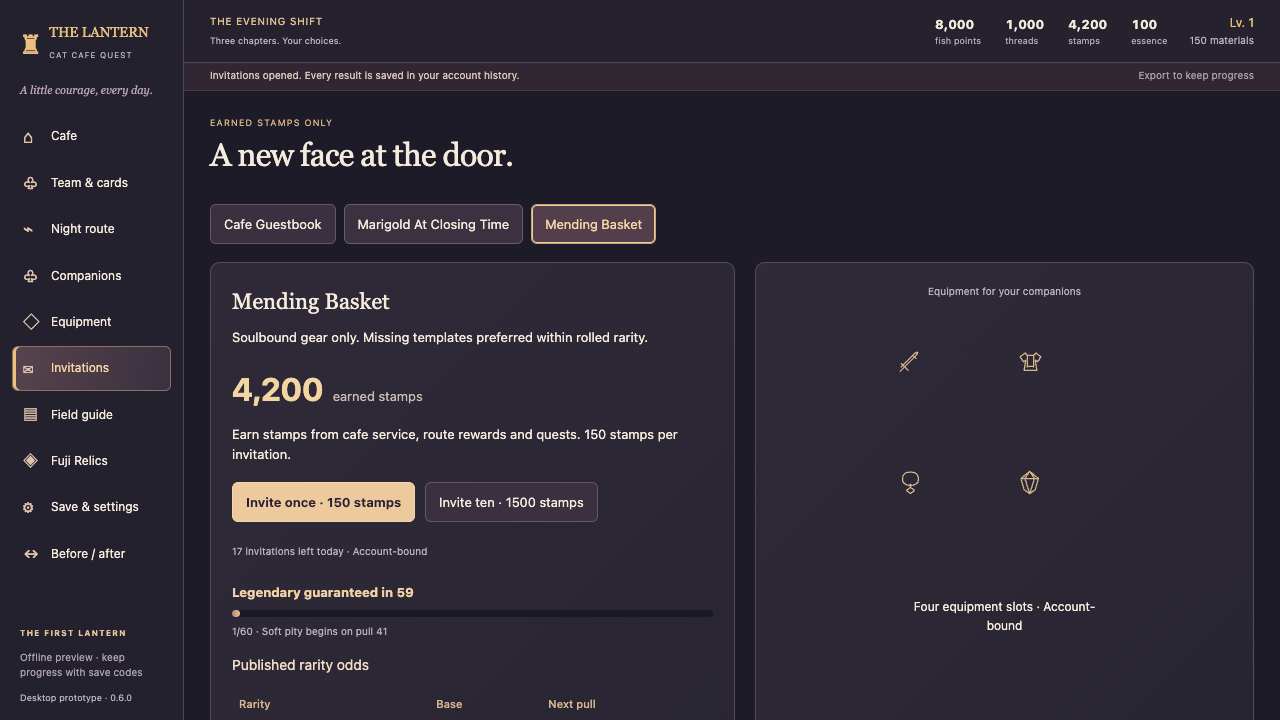 THE LANTERN
CAT CAFE QUEST
A little courage, every day.
Cafe
Team & cards
Night route
Companions
Equipment
Invitations
Field guide
Fuji Relics
Save & settings
Before / after
THE FIRST LANTERN
Offline preview · keep
progress with save codes
Desktop prototype · 0.6.0
THE EVENING SHIFT
Three chapters. Your choices.
8,000
fish points
1,000
threads
4,200
stamps
100
essence
Lv. 1
150 materials
Invitations opened. Every result is saved in your account history.
Export to keep progress
EARNED STAMPS ONLY
A new face at the door.
Cafe Guestbook
Marigold At Closing Time
Mending Basket
Mending Basket
Soulbound gear only. Missing templates preferred within rolled rarity.
4,200 earned stamps
Earn stamps from cafe service, route rewards and quests. 150 stamps per
invitation.
Invite once · 150 stamps
Invite ten · 1500 stamps
17 invitations left today · Account-bound
Legendary guaranteed in 59
1/60 · Soft pity begins on pull 41
Published rarity odds
Rarity Base Next pull
Equipment for your companions
Four equipment slots · Account-
bound